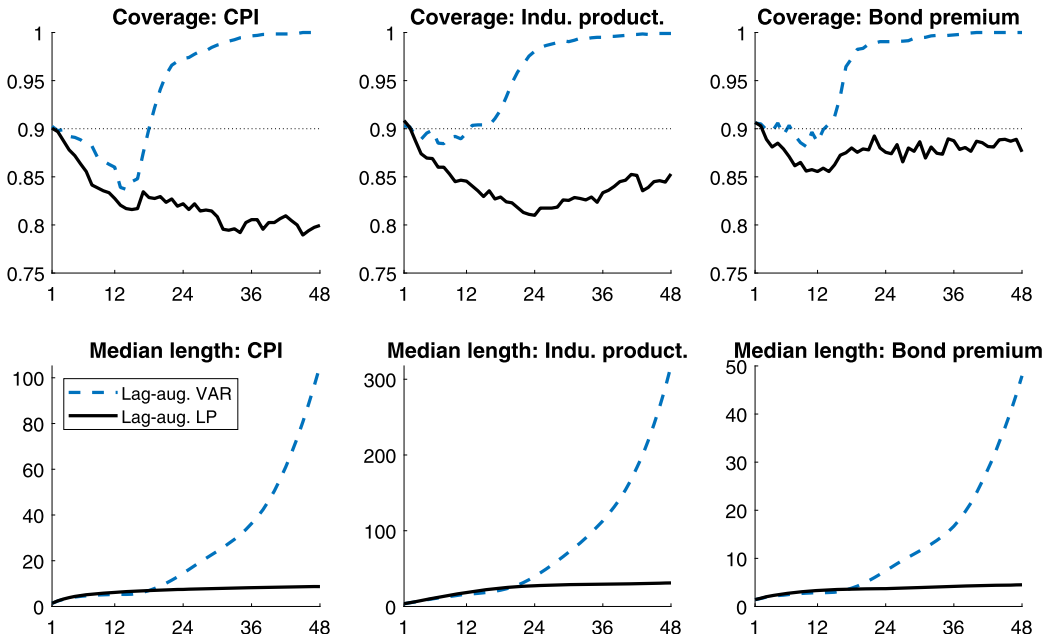 Coverage: CPI
1
0.95
0.9
0.85
0.8
0.75
1 12 24 36 48
Coverage: Indu. product.
1
0.95
0.9
0.85
0.8
0.75
1 12 24 36 48
Coverage: Bond premium
1
0.95
0.9
0.85
0.8
0.75
1 12 24 36 48
Median length: CPI
100
80
60
40
20
0
Lag-aug. VAR
Lag-aug. LP
1 12 24 36 48
Median length: Indu. product.
300
200
100
0
1 12 24 36 48
Median length: Bond premium
50
40
30
20
10
0
1 12 24 36 48